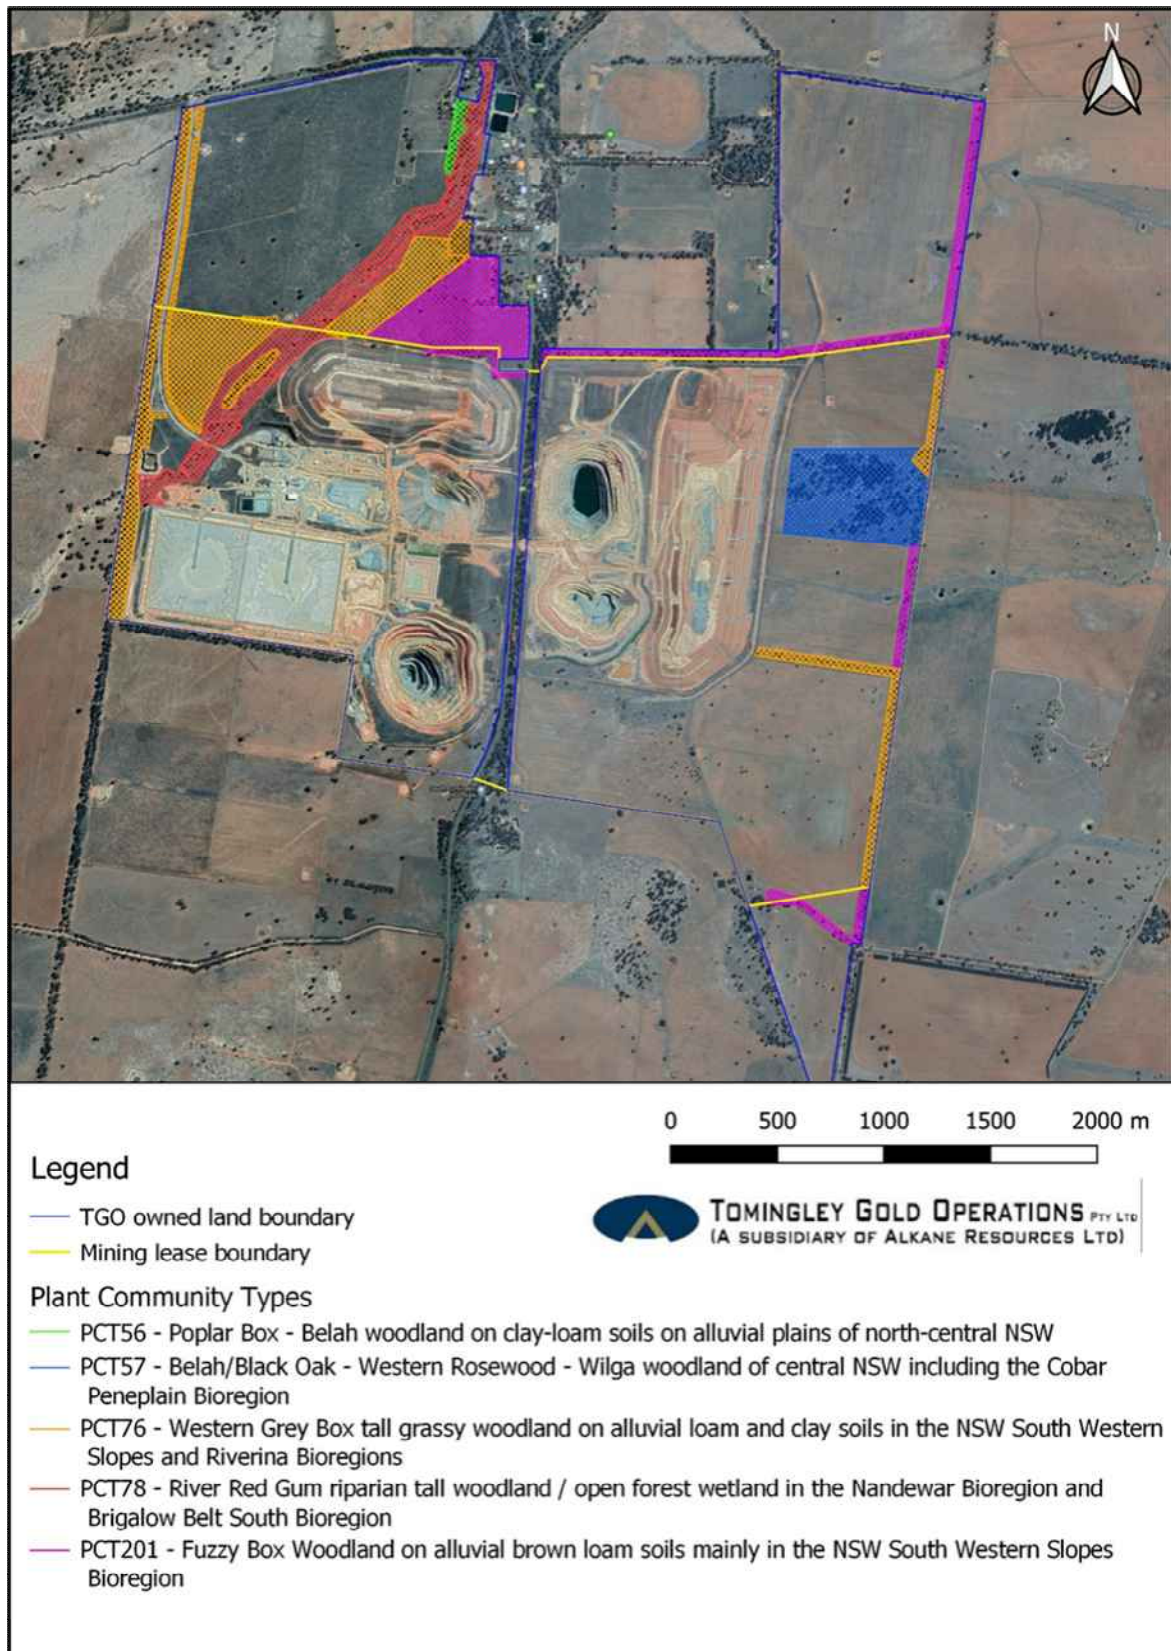 N
0 500 1000 1500 2000 m
Legend
TGO owned land boundary
Mining lease boundary
TOMINGLEY GOLD OPERATIONS PTY LTD
(A SUBSIDIARY OF ALKANE RESOURCES LTD)
Plant Community Types
PCT56 - Poplar Box - Belah woodland on clay-loam soils on alluvial plains of north-central NSW
PCT57 - Belah/Black Oak - Western Rosewood - Wilga woodland of central NSW including the Cobar
Peneplain Bioregion
PCT76 - Western Grey Box tall grassy woodland on alluvial loam and clay soils in the NSW South Western
Slopes and Riverina Bioregions
PCT78 - River Red Gum riparian tall woodland / open forest wetland in the Nandewar Bioregion and
Brigalow Belt South Bioregion
PCT201 - Fuzzy Box Woodland on alluvial brown loam soils mainly in the NSW South Western Slopes
Bioregion